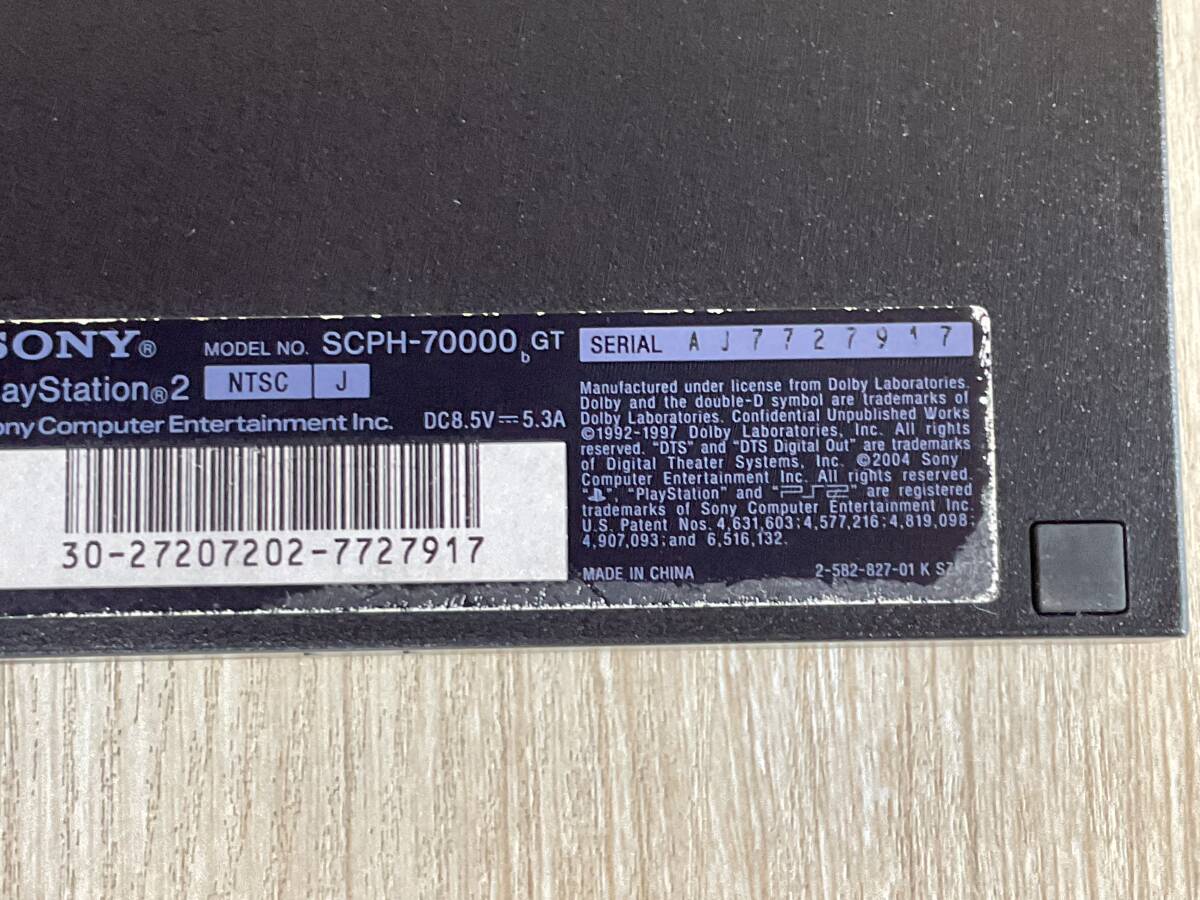 SONY® MODEL NO. SCPH-70000 b GT SERIAL AJ7727917
ayStation®2 NTSC J
ony Computer Entertainment Inc. DC8.5V⎓5.3A
30-27207202-7727917
Manufactured under license from Dolby Laboratories.
Dolby and the double-D symbol are trademarks of
Dolby Laboratories. Confidential Unpublished Works
©1992-1997 Dolby Laboratories, Inc. All rights
reserved. "DTS" and "DTS Digital Out" are trademarks
of Digital Theater Systems, Inc. ©2004 Sony
Computer Entertainment Inc. All rights reserved.
" ", "PlayStation" and "PS2" are registered
trademarks of Sony Computer Entertainment Inc.
U.S. Patent Nos. 4,631,603; 4,577,216; 4,819,098;
4,907,093; and 6,516,132.
MADE IN CHINA 2-582-827-01 K